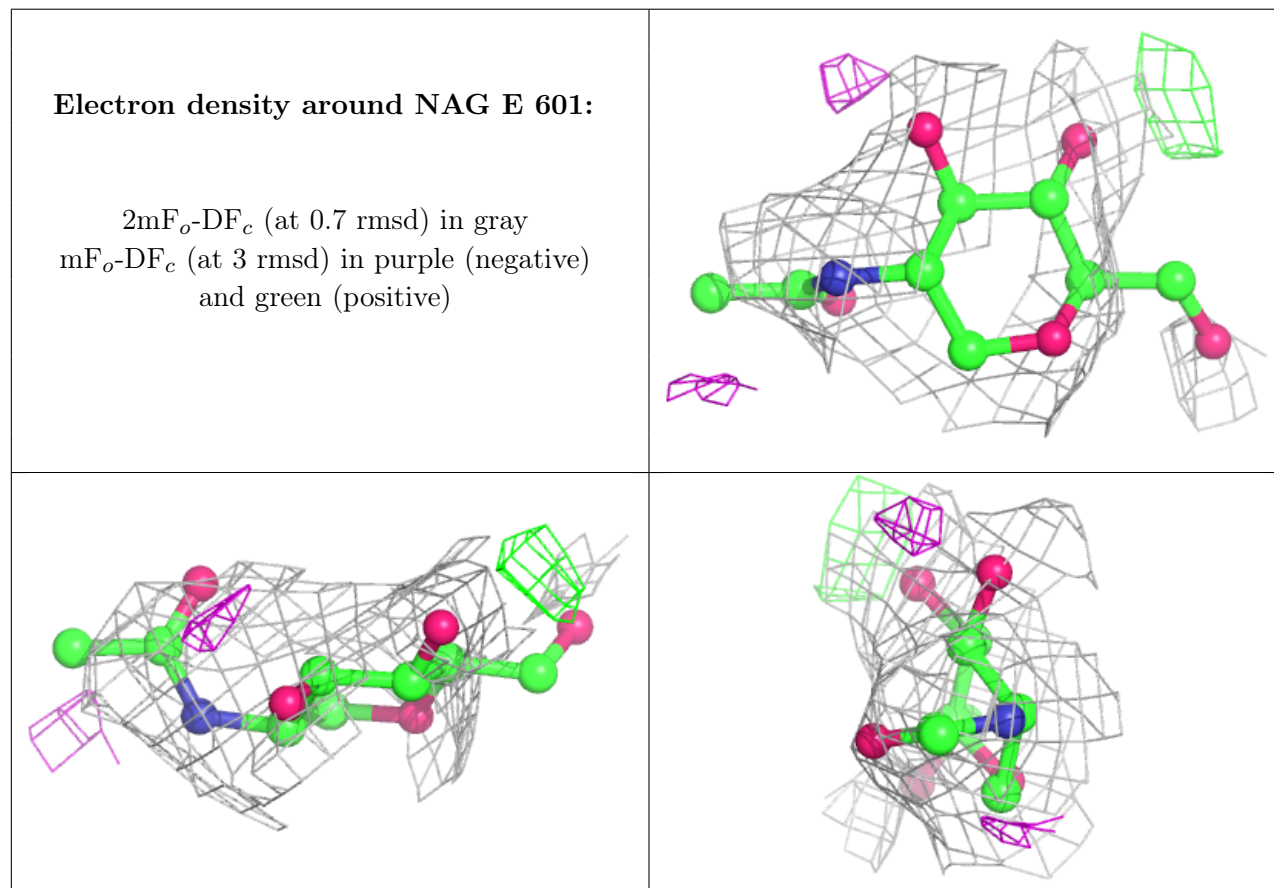 Electron density around NAG E 601:
2mFₒ-DF𝒸 (at 0.7 rmsd) in gray
mFₒ-DF𝒸 (at 3 rmsd) in purple (negative)
and green (positive)